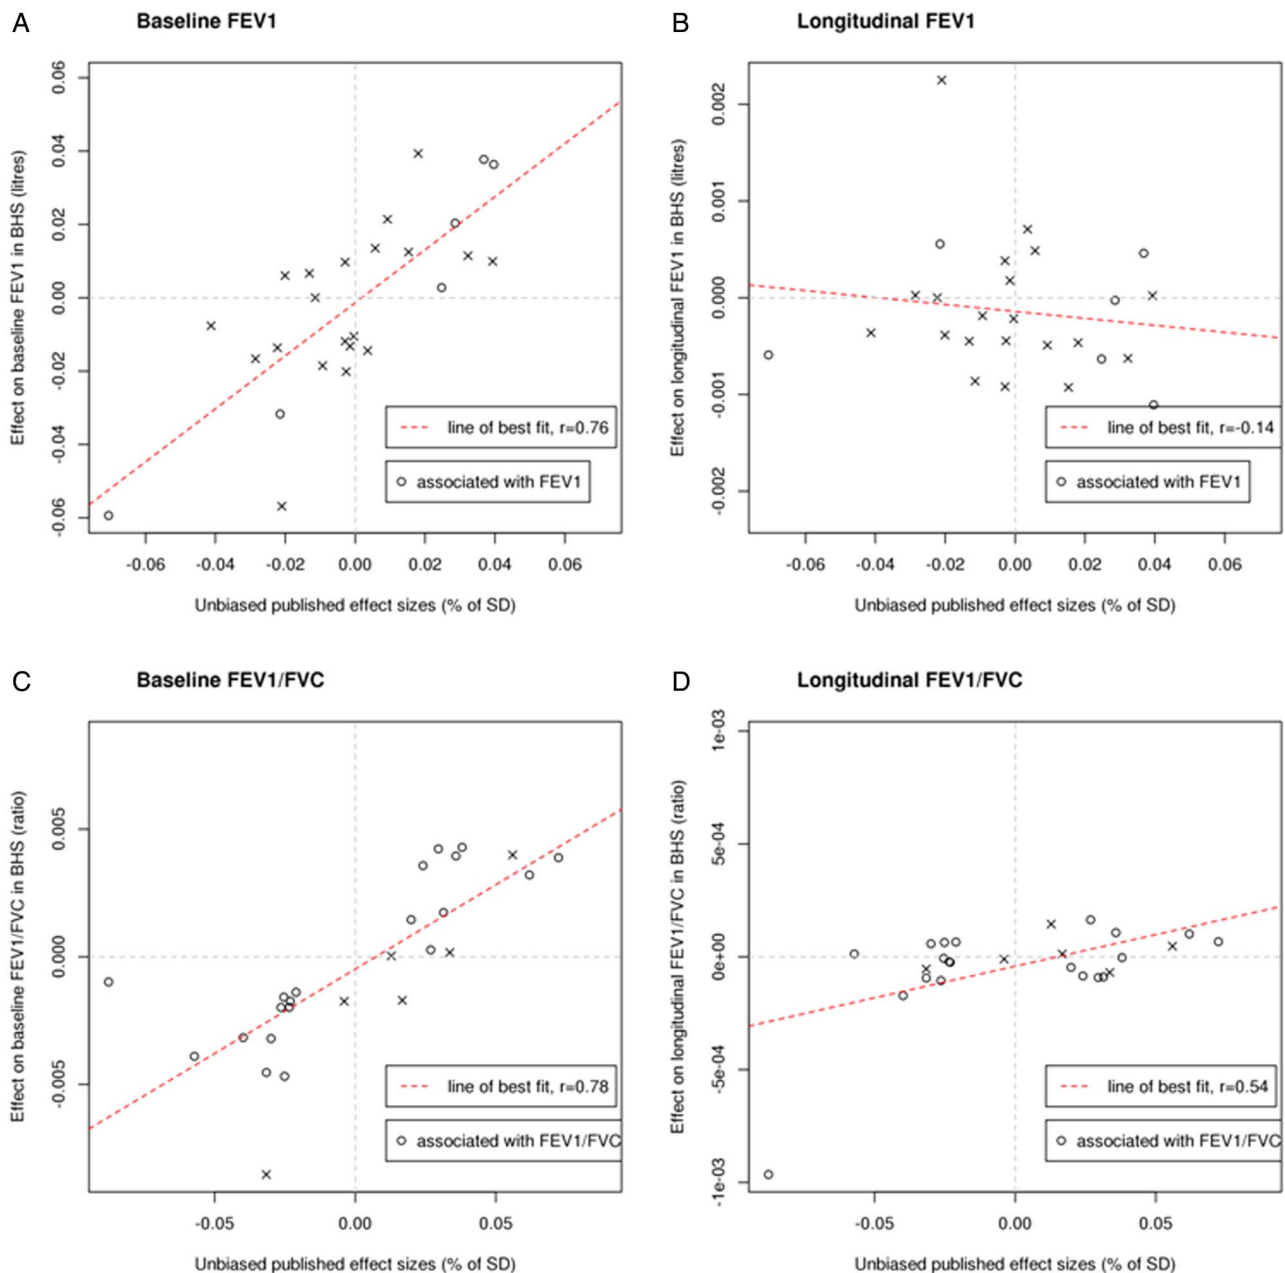 A
Baseline FEV1
0.06
0.04
0.02
0.00
-0.02
-0.04
-0.06
Effect on baseline FEV1 in BHS (litres)
line of best fit, r=0.76
associated with FEV1
-0.06 -0.04 -0.02 0.00 0.02 0.04 0.06
Unbiased published effect sizes (% of SD)
B
Longitudinal FEV1
0.002
0.001
0.000
-0.001
-0.002
Effect on longitudinal FEV1 in BHS (litres)
line of best fit, r=-0.14
associated with FEV1
-0.06 -0.04 -0.02 0.00 0.02 0.04 0.06
Unbiased published effect sizes (% of SD)
C
Baseline FEV1/FVC
0.005
0.000
-0.005
Effect on baseline FEV1/FVC in BHS (ratio)
line of best fit, r=0.78
associated with FEV1/FVC
-0.05 0.00 0.05
Unbiased published effect sizes (% of SD)
D
Longitudinal FEV1/FVC
1e-03
5e-04
0e+00
-5e-04
-1e-03
Effect on longitudinal FEV1/FVC in BHS (ratio)
line of best fit, r=0.54
associated with FEV1/FVC
-0.05 0.00 0.05
Unbiased published effect sizes (% of SD)